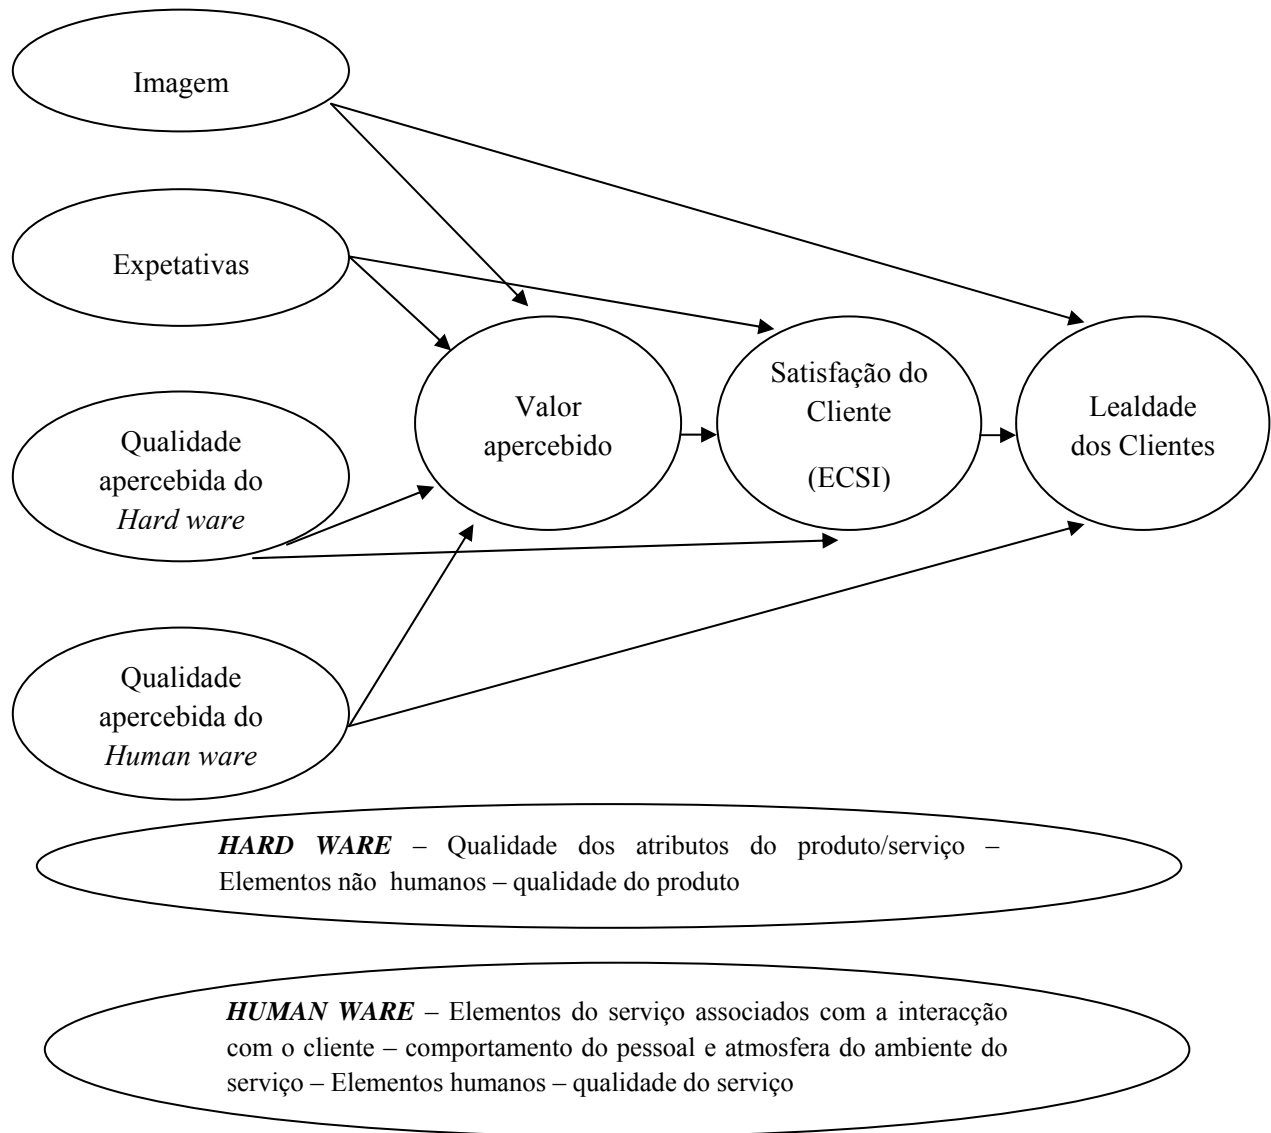 Imagem
Expetativas
Qualidade
apercebida do
Hard ware
Qualidade
apercebida do
Human ware
Valor
apercebido
Satisfação do
Cliente
(ECSI)
Lealdade
dos Clientes
HARD WARE – Qualidade dos atributos do produto/serviço –
Elementos não humanos – qualidade do produto
HUMAN WARE – Elementos do serviço associados com a interacção
com o cliente – comportamento do pessoal e atmosfera do ambiente do
serviço – Elementos humanos – qualidade do serviço